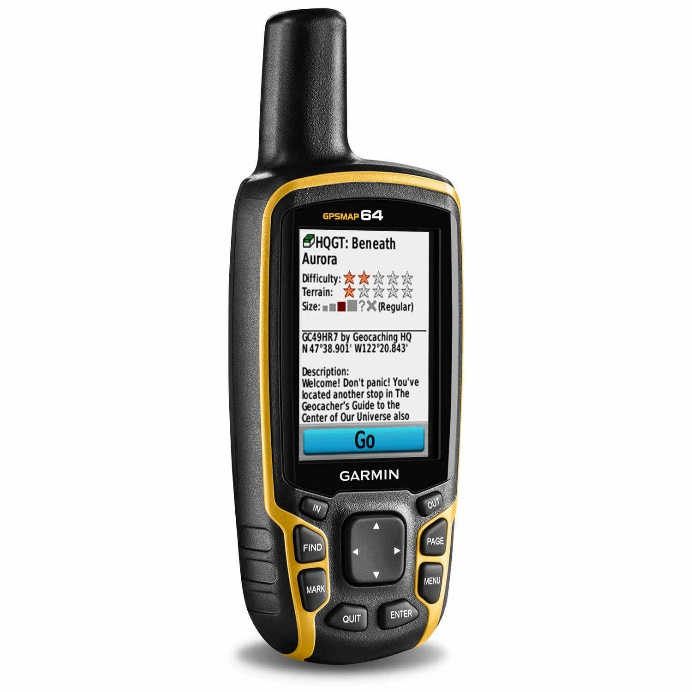 GPSMAP 64
HQGT: Beneath
Aurora
Difficulty:
Terrain:
Size: ? (Regular)
GC49HR7 by Geocaching HQ
N 47°38.901' W122°20.843'
Description:
Welcome! Don't panic! You've
located another stop in The
Geocacher's Guide to the
Center of Our Universe also
Go
GARMIN
IN
OUT
FIND
PAGE
MARK
MENU
QUIT
ENTER